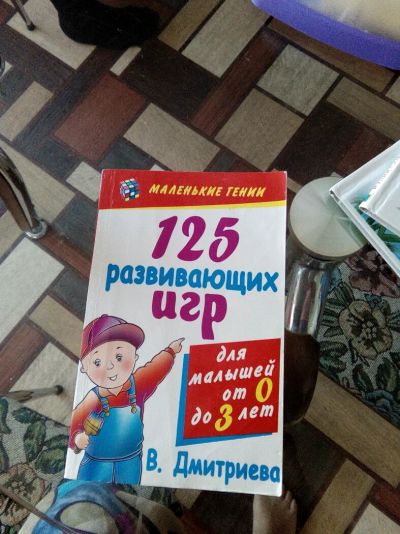 МАЛЕНЬКИЕ ГЕНИИ
125
развивающих
игр
для
малышей
от 0
до 3 лет
В. Дмитриева